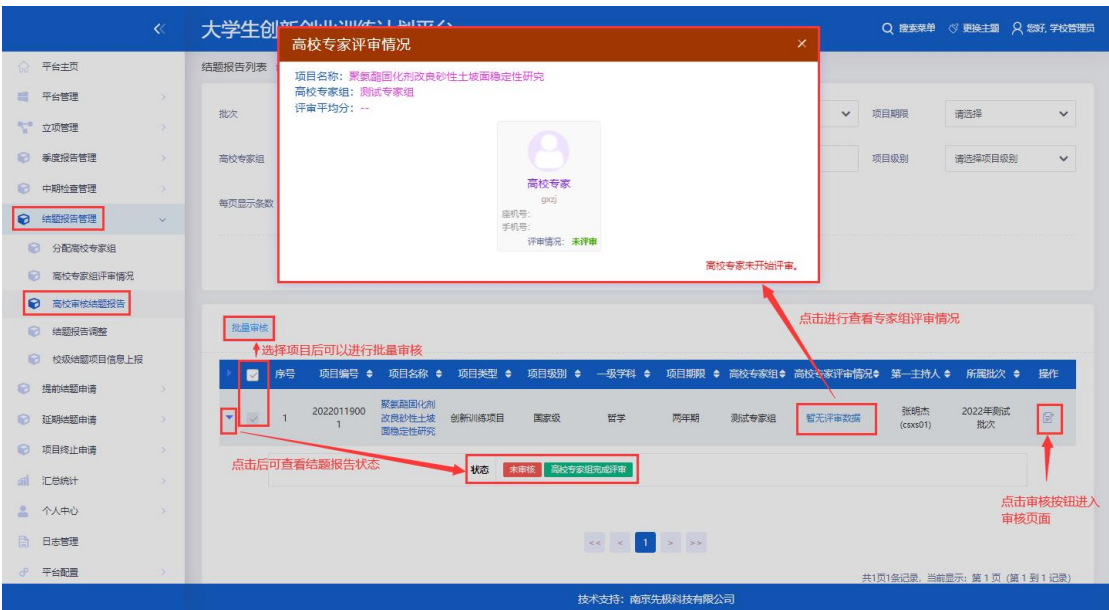 大学生创新创业训练计划平台
搜索菜单
更换主题
您好, 学校管理员
平台主页
平台管理
立项管理
季度报告管理
中期检查管理
结题报告管理
分配高校专家组
高校专家组评审情况
高校审核结题报告
结题报告调整
校级结题项目信息上报
提前结题申请
延期结题申请
项目终止申请
汇总统计
个人中心
日志管理
平台配置
结题报告列表
批次
项目期限
请选择
高校专家组
项目级别
请选择项目级别
每页显示条数
高校专家评审情况
×
项目名称: 聚氨酯固化剂改良砂性土坡面稳定性研究
高校专家组: 测试专家组
评审平均分: --
高校专家
gxzj
座机号:
手机号:
评审情况: 未评审
高校专家未开始评审。
批量审核
选择项目后可以进行批量审核
点击进行查看专家组评审情况
序号 项目编号 项目名称 项目类型 项目级别 一级学科 项目期限 高校专家组 高校专家评审情况 第一主持人 所属批次 操作
1 20220119001 聚氨酯固化剂改良砂性土坡面稳定性研究 创新训练项目 国家级 哲学 两年期 测试专家组 暂无评审数据 张明杰(csxs01) 2022年测试批次
点击后可查看结题报告状态
状态 未审核 高校专家组完成评审
点击审核按钮进入
审核页面
<< < 1 > >>
共1页1条记录, 当前显示: 第 1 页 (第 1 到 1 记录)
技术支持: 南京先极科技有限公司